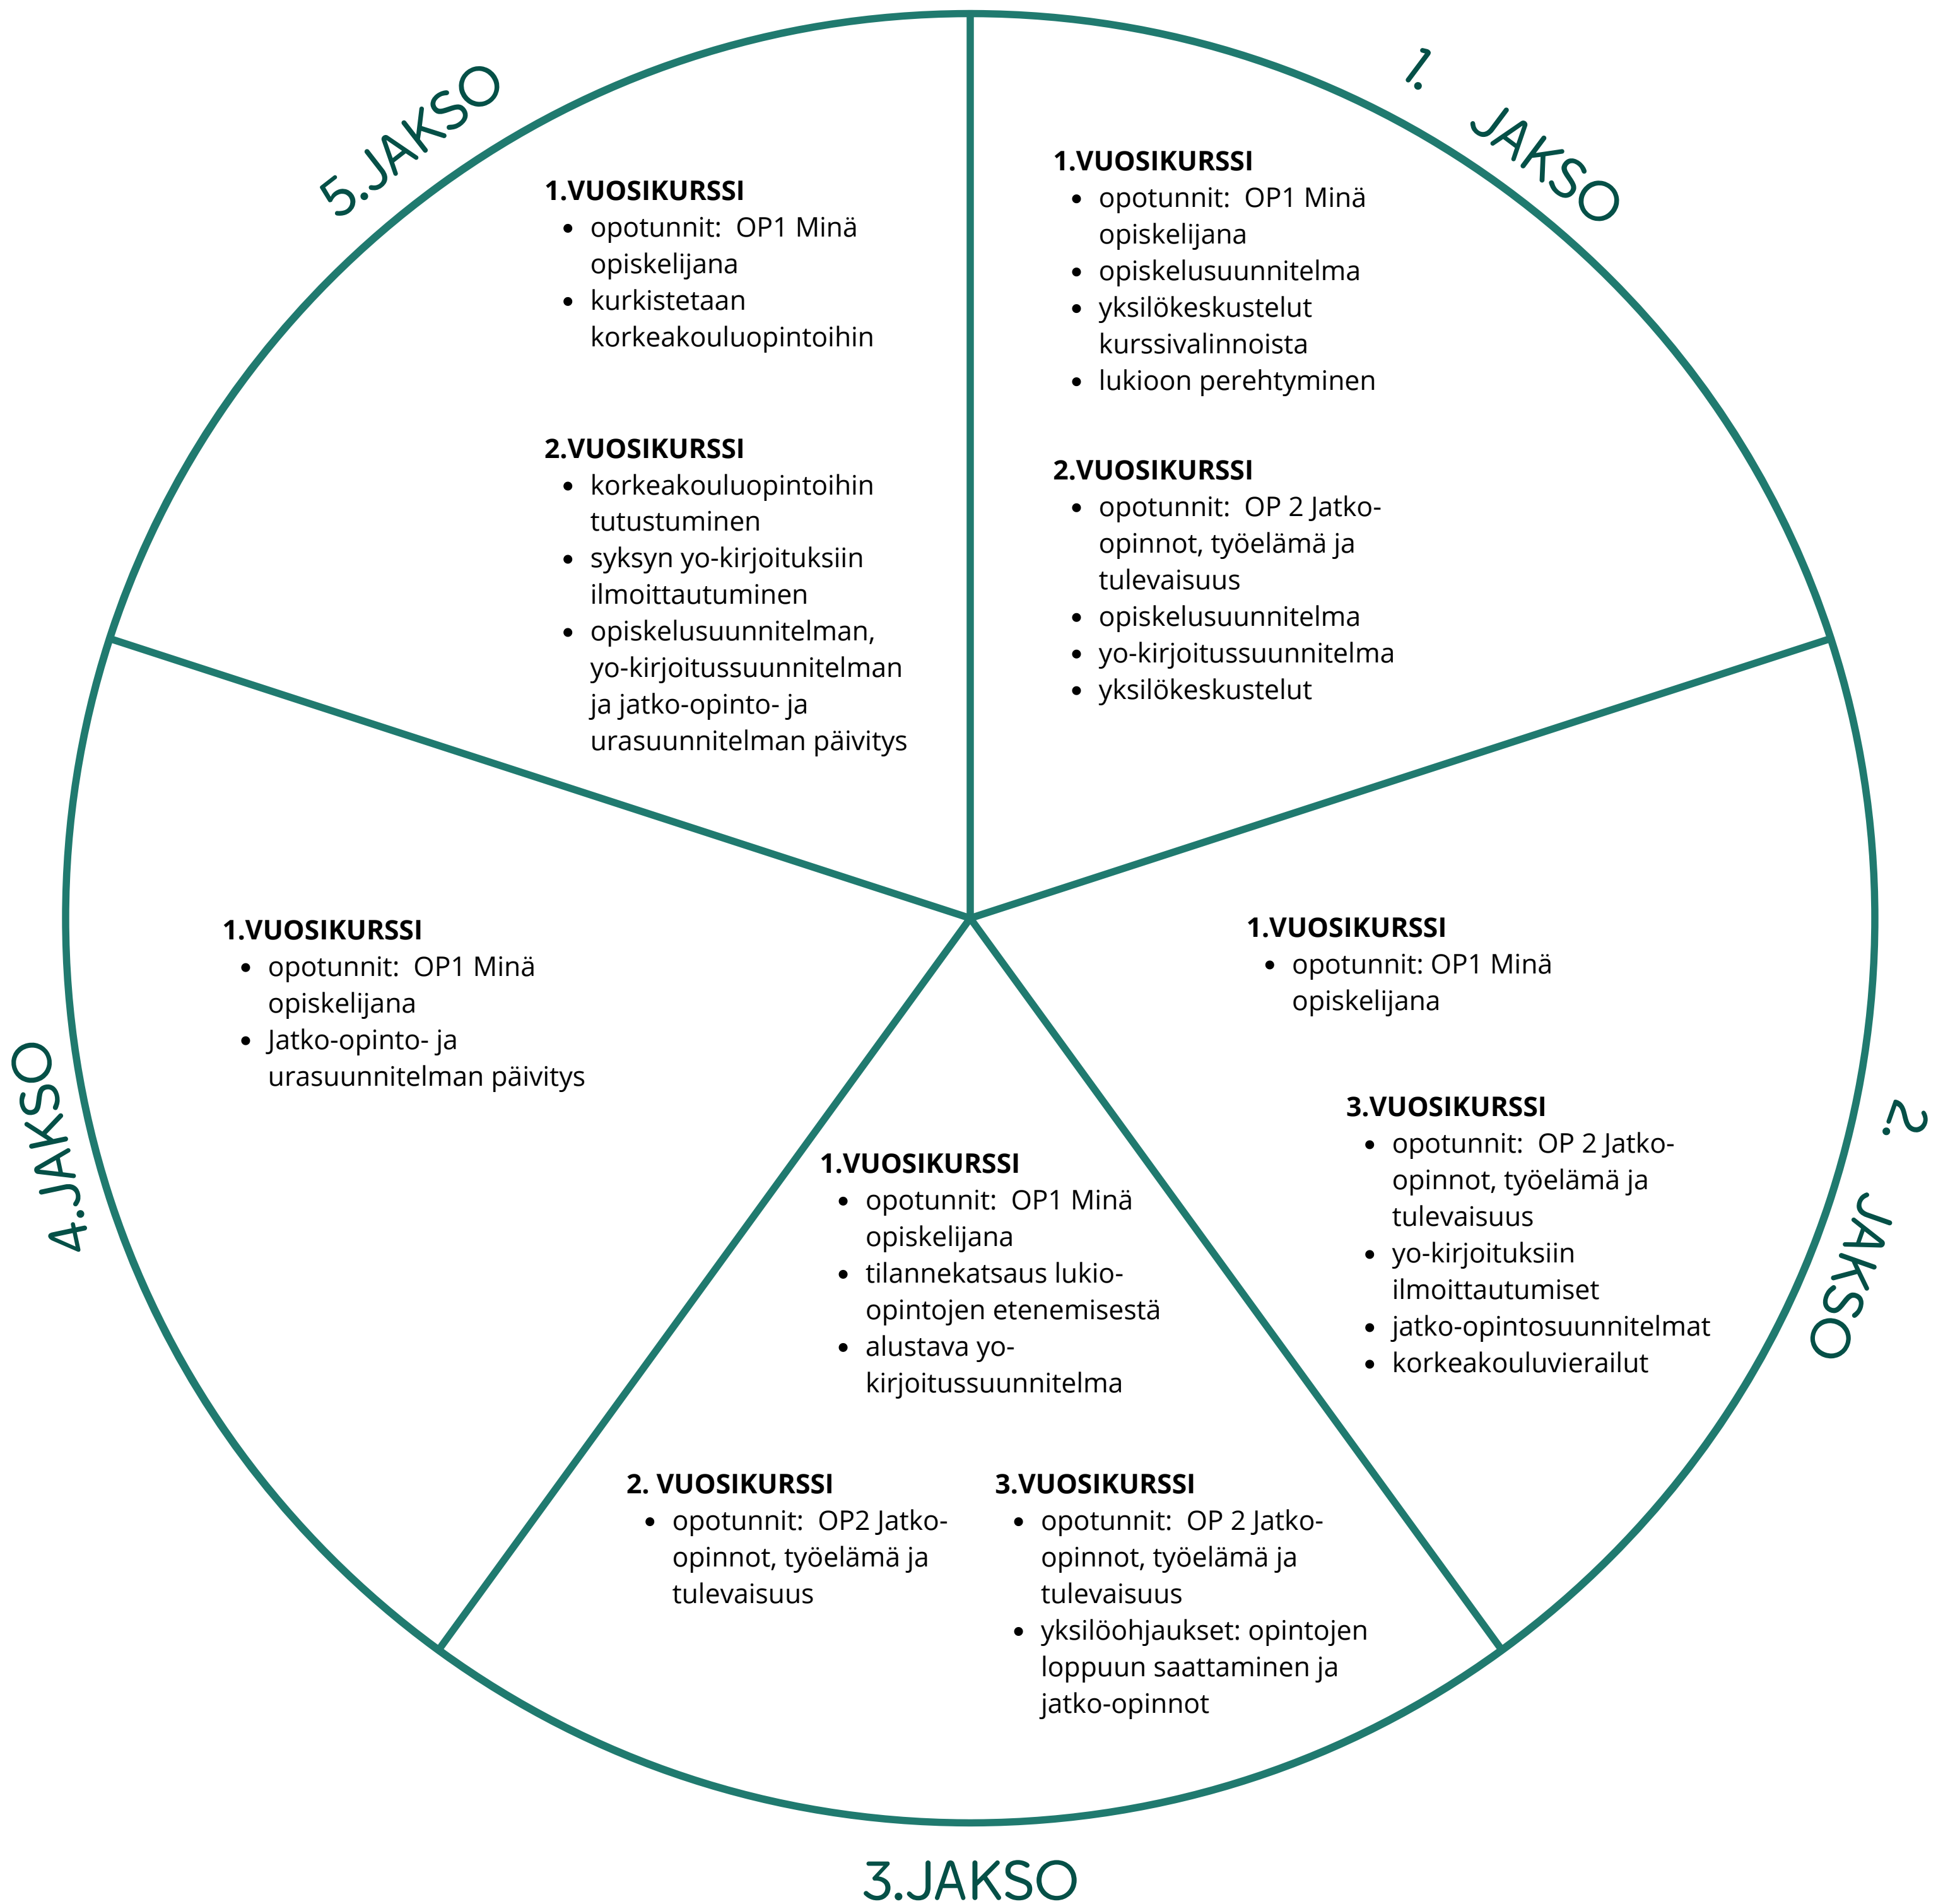 1. JAKSO
1.VUOSIKURSSI
• opotunnit: OP1 Minä
opiskelijana
• opiskelusuunnitelma
• yksilökeskustelut
kurssivalinnoista
• lukioon perehtyminen
2.VUOSIKURSSI
• opotunnit: OP 2 Jatko-
opinnot, työelämä ja
tulevaisuus
• opiskelusuunnitelma
• yo-kirjoitussuunnitelma
• yksilökeskustelut
2. JAKSO
1.VUOSIKURSSI
• opotunnit: OP1 Minä
opiskelijana
3.VUOSIKURSSI
• opotunnit: OP 2 Jatko-
opinnot, työelämä ja
tulevaisuus
• yo-kirjoituksiin
ilmoittautumiset
• jatko-opintosuunnitelmat
• korkeakouluvierailut
3.JAKSO
1.VUOSIKURSSI
• opotunnit: OP1 Minä
opiskelijana
• tilannekatsaus lukio-
opintojen etenemisestä
• alustava yo-
kirjoitussuunnitelma
2. VUOSIKURSSI
• opotunnit: OP2 Jatko-
opinnot, työelämä ja
tulevaisuus
3.VUOSIKURSSI
• opotunnit: OP 2 Jatko-
opinnot, työelämä ja
tulevaisuus
• yksilöohjaukset: opintojen
loppuun saattaminen ja
jatko-opinnot
4.JAKSO
1.VUOSIKURSSI
• opotunnit: OP1 Minä
opiskelijana
• Jatko-opinto- ja
urasuunnitelman päivitys
5.JAKSO
1.VUOSIKURSSI
• opotunnit: OP1 Minä
opiskelijana
• kurkistetaan
korkeakouluopintoihin
2.VUOSIKURSSI
• korkeakouluopintoihin
tutustuminen
• syksyn yo-kirjoituksiin
ilmoittautuminen
• opiskelusuunnitelman,
yo-kirjoitussuunnitelman
ja jatko-opinto- ja
urasuunnitelman päivitys